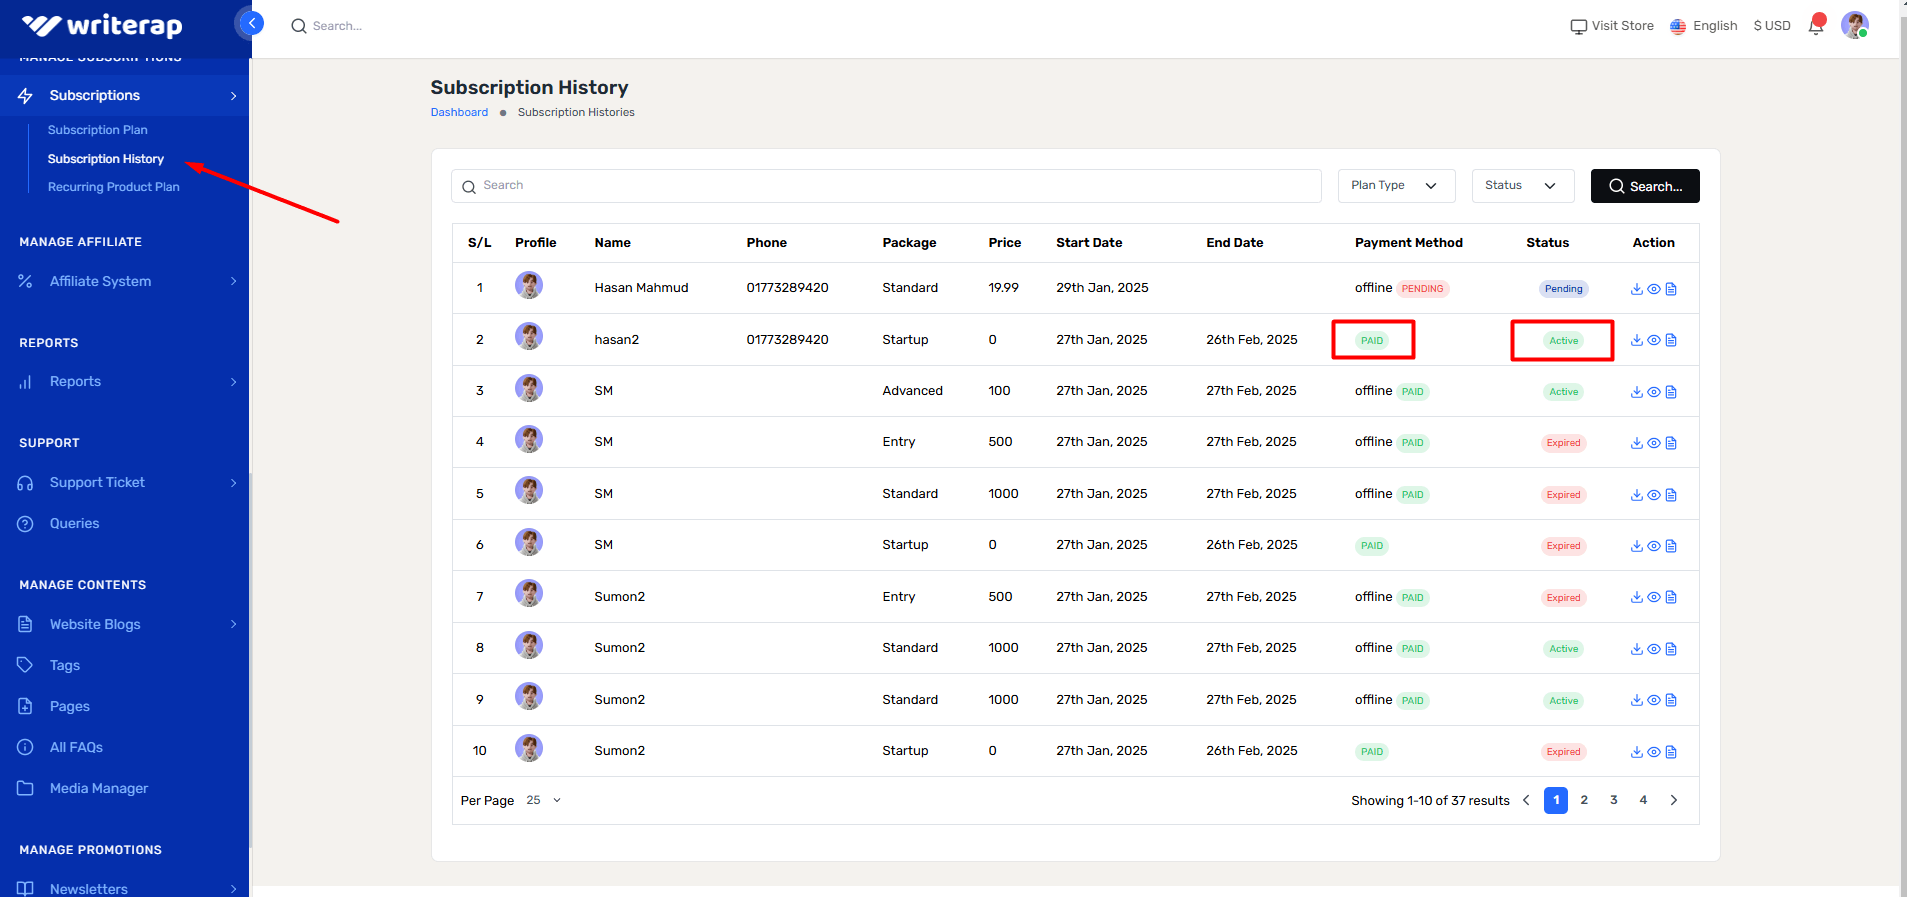 writerap
Search...
Visit Store
English
$ USD
MANAGE SUBSCRIPTIONS
Subscriptions
Subscription Plan
Subscription History
Recurring Product Plan
MANAGE AFFILIATE
Affiliate System
REPORTS
Reports
SUPPORT
Support Ticket
Queries
MANAGE CONTENTS
Website Blogs
Tags
Pages
All FAQs
Media Manager
MANAGE PROMOTIONS
Newsletters
Subscription History
Dashboard Subscription Histories
Search Plan Type Status Search...
S/L Profile Name Phone Package Price Start Date End Date Payment Method Status Action
1 Hasan Mahmud 01773289420 Standard 19.99 29th Jan, 2025 offline PENDING Pending
2 hasan2 01773289420 Startup 0 27th Jan, 2025 26th Feb, 2025 PAID Active
3 SM Advanced 100 27th Jan, 2025 27th Feb, 2025 offline PAID Active
4 SM Entry 500 27th Jan, 2025 27th Feb, 2025 offline PAID Expired
5 SM Standard 1000 27th Jan, 2025 27th Feb, 2025 offline PAID Expired
6 SM Startup 0 27th Jan, 2025 26th Feb, 2025 PAID Expired
7 Sumon2 Entry 500 27th Jan, 2025 27th Feb, 2025 offline PAID Expired
8 Sumon2 Standard 1000 27th Jan, 2025 27th Feb, 2025 offline PAID Active
9 Sumon2 Standard 1000 27th Jan, 2025 27th Feb, 2025 offline PAID Active
10 Sumon2 Startup 0 27th Jan, 2025 26th Feb, 2025 PAID Expired
Per Page 25 Showing 1-10 of 37 results 1 2 3 4